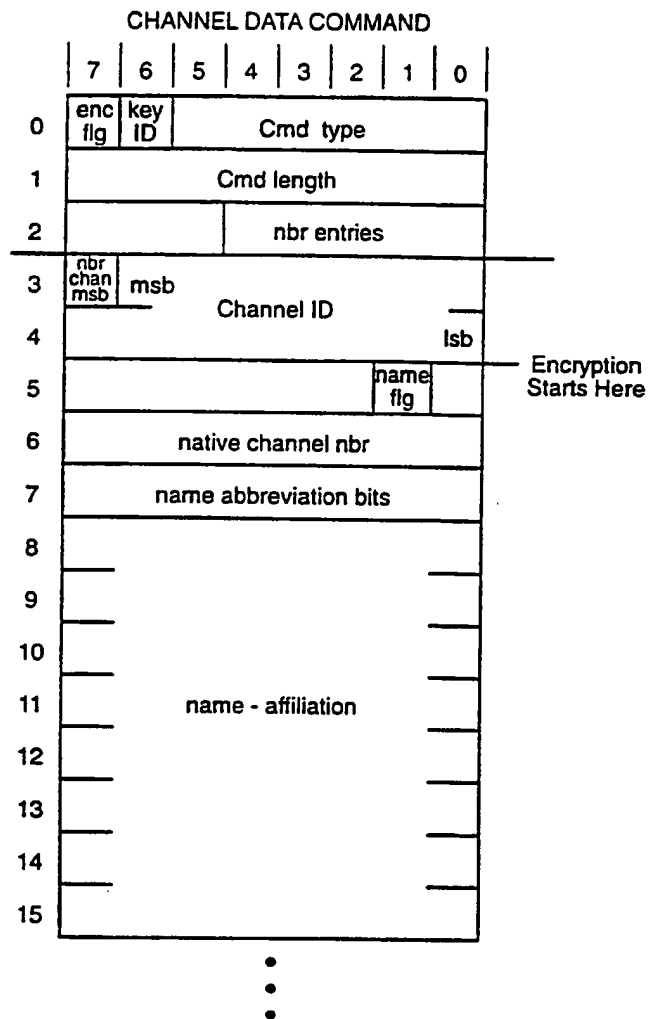 CHANNEL DATA COMMAND
7 6 5 4 3 2 1 0
0 enc flg key ID Cmd type
1 Cmd length
2 nbr entries
3 nbr chan msb msb
Channel ID
4 lsb
Encryption Starts Here
5 name flg
6 native channel nbr
7 name abbreviation bits
8
9
10
11 name - affiliation
12
13
14
15